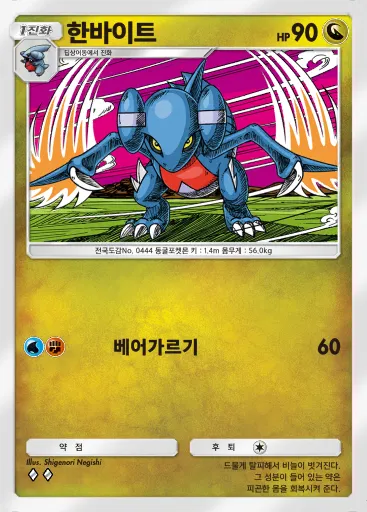 1진화
한바이트
HP 90
딥상어동에서 진화
전국도감No. 0444 동굴포켓몬 키 : 1.4m 몸무게 : 56.0kg
베어가르기 60
약 점
후 퇴
Illus. Shigenori Negishi
드물게 탈피해서 비늘이 벗겨진다.
그 성분이 들어 있는 약은
피곤한 몸을 회복시켜 준다.